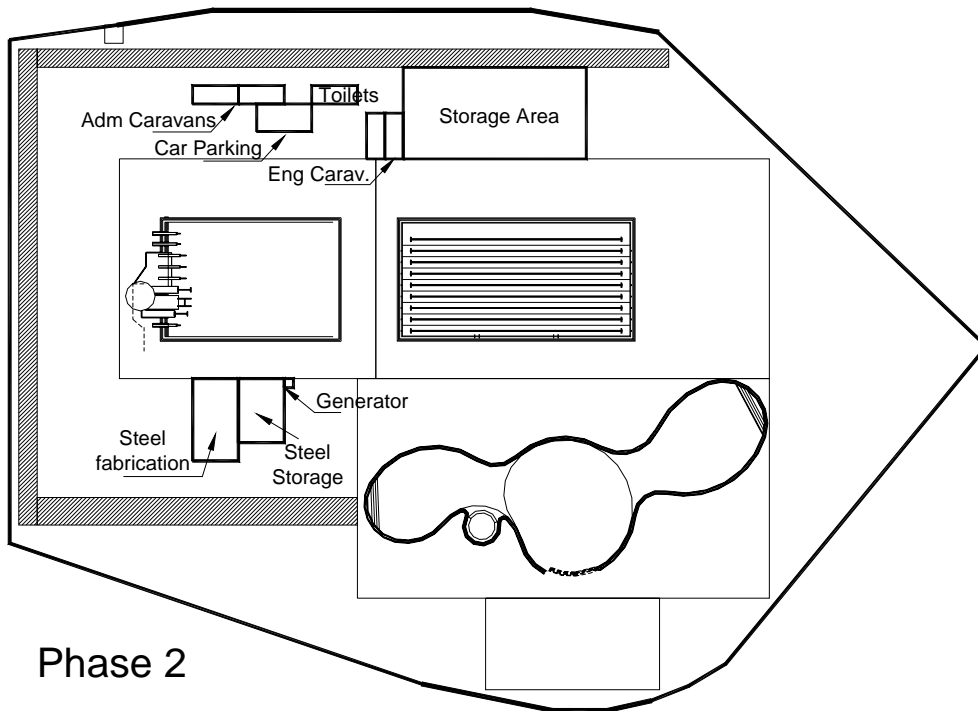 Toilets
Adm Caravans
Storage Area
Car Parking
Eng Carav.
Generator
Steel
fabrication
Steel
Storage
Phase 2